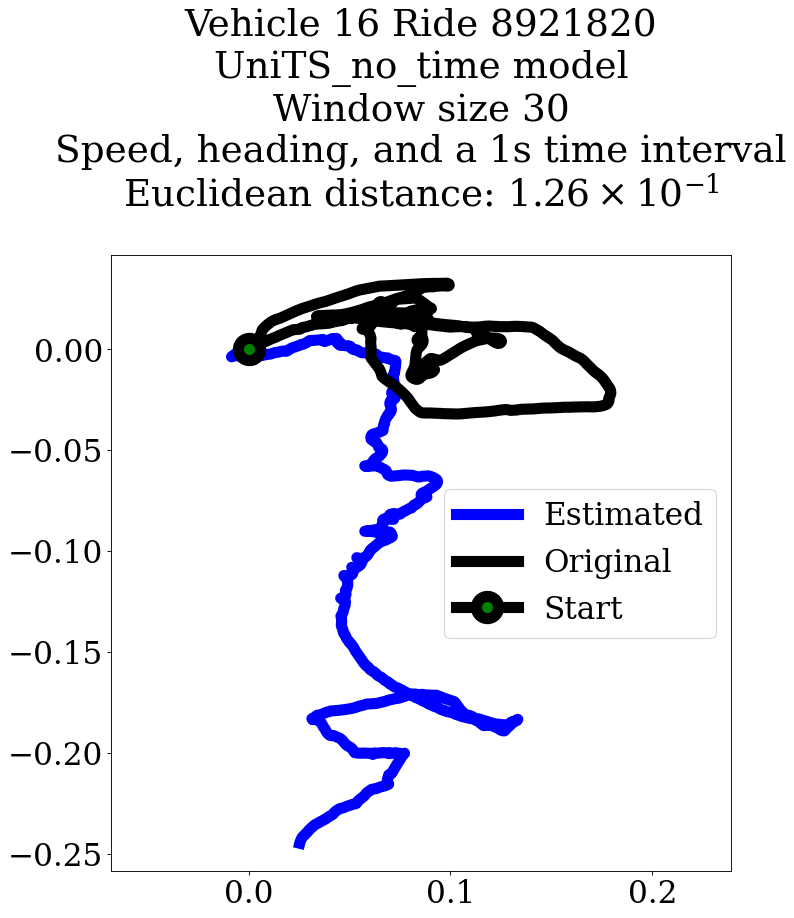 Vehicle 16 Ride 8921820
UniTS_no_time model
Window size 30
Speed, heading, and a 1s time interval
Euclidean distance: 1.26 × 10⁻¹
0.00
−0.05
−0.10
−0.15
−0.20
−0.25
Estimated
Original
Start
0.0 0.1 0.2